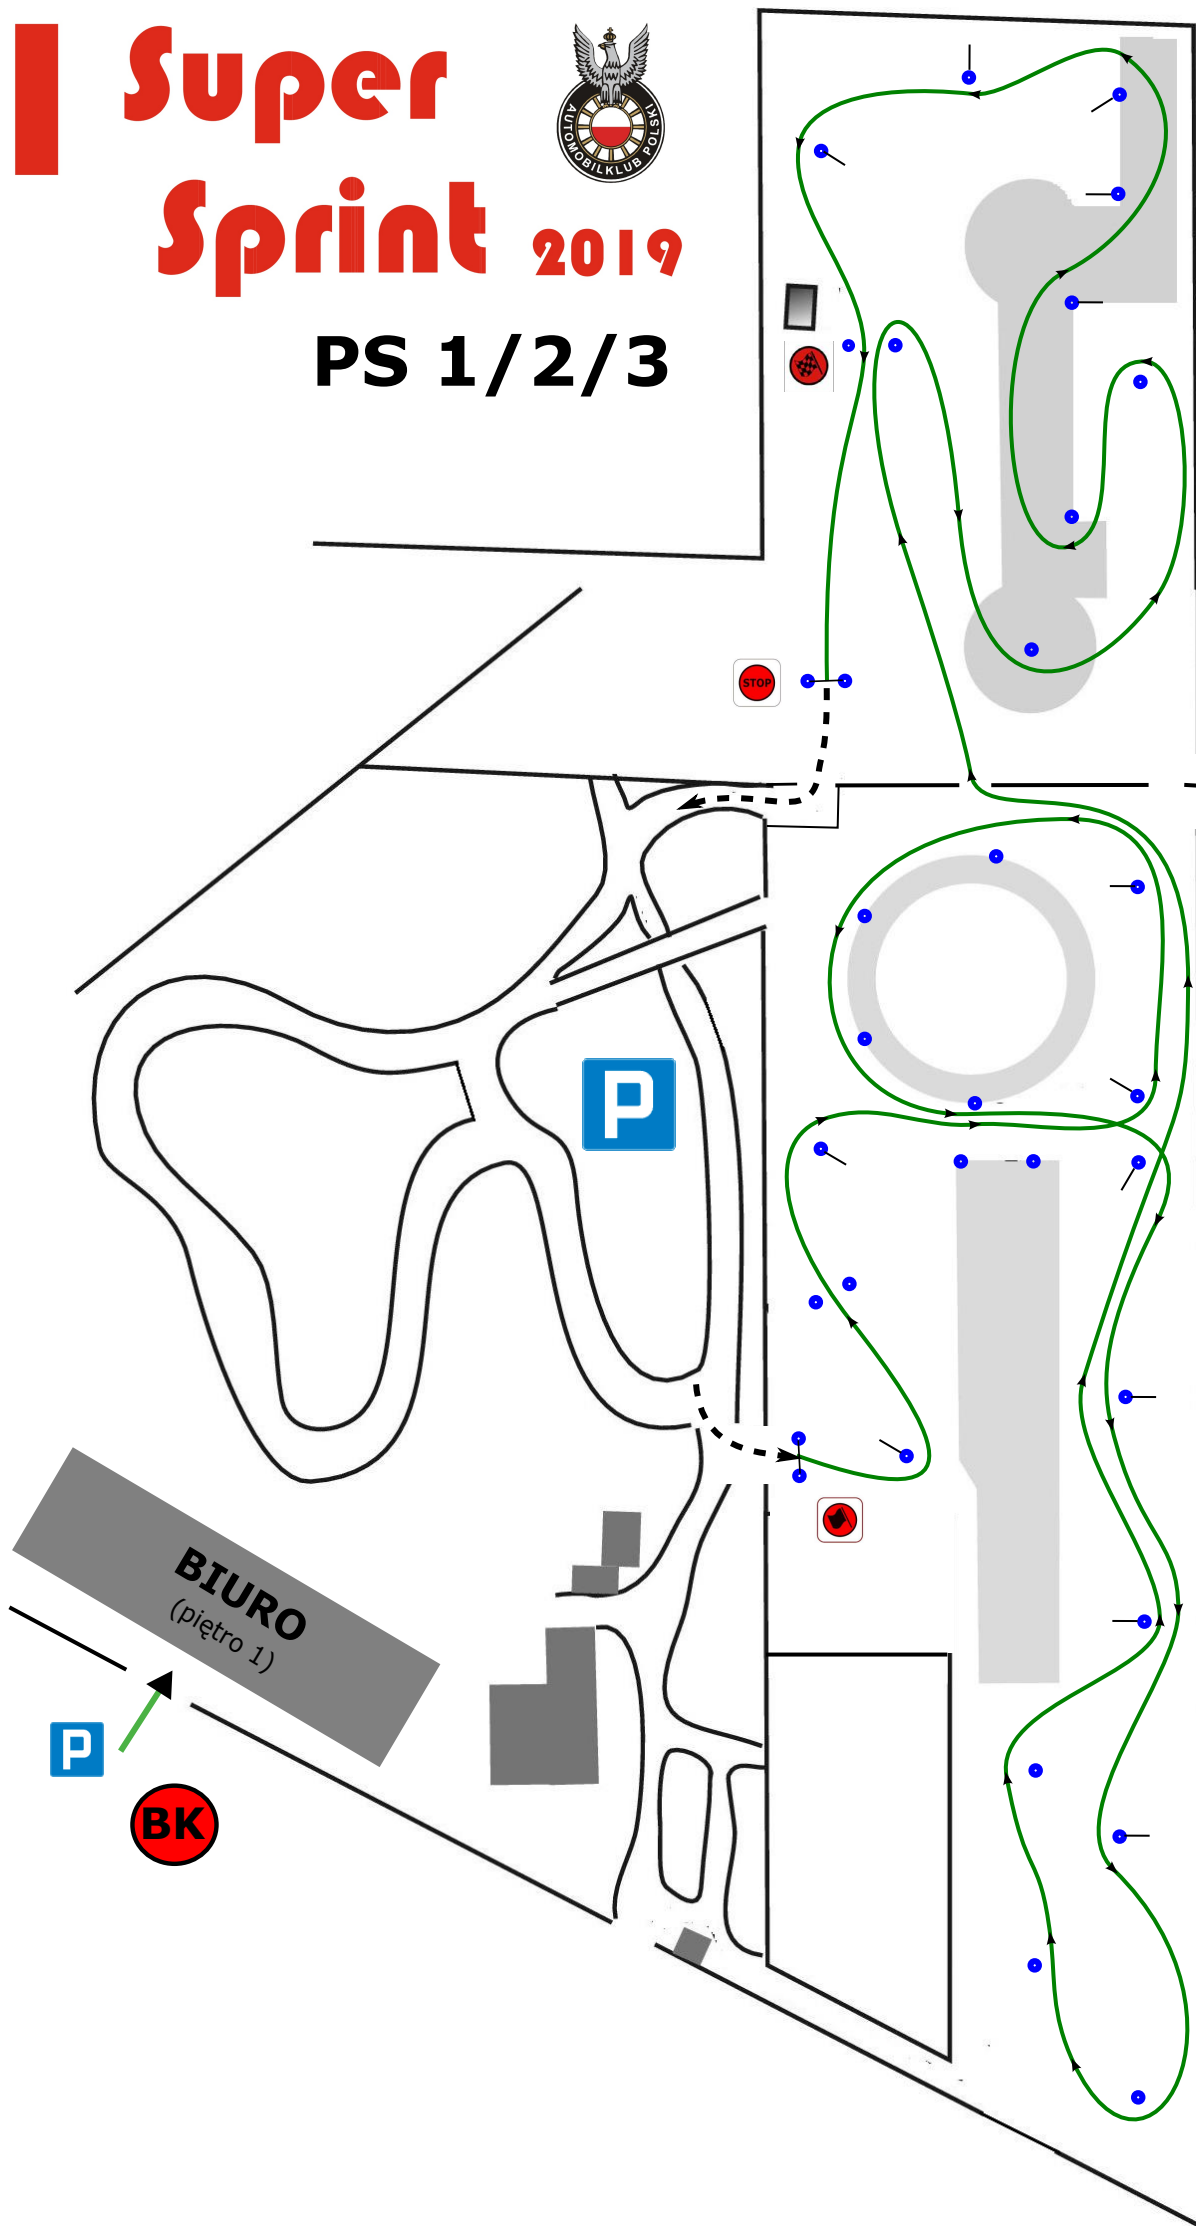 I Super
Sprint 2019
AUTOMOBILKLUB POLSKI
PS 1/2/3
STOP
P
BIURO
(piętro 1)
P
BK